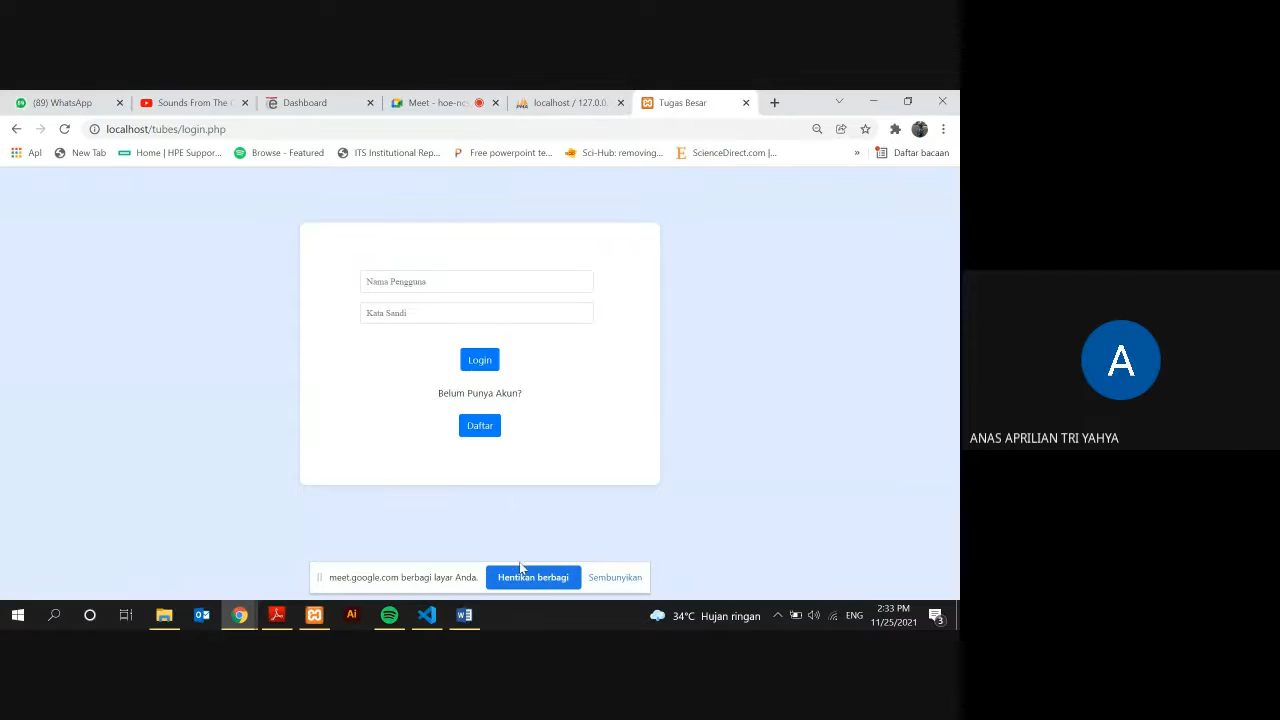 (89) WhatsApp
Sounds From The
Dashboard
Meet - hoe-nc
localhost / 127.0.0.
Tugas Besar
localhost/tubes/login.php
Apl
New Tab
Home | HPE Suppor...
Browse - Featured
ITS Institutional Rep...
Free powerpoint te...
Sci-Hub: removing...
ScienceDirect.com |...
»
Daftar bacaan
Nama Pengguna
Kata Sandi
Login
Belum Punya Akun?
Daftar
meet.google.com berbagi layar Anda.
Hentikan berbagi
Sembunyikan
34°C Hujan ringan
ENG
2:33 PM
11/25/2021
3
A
ANAS APRILIAN TRI YAHYA